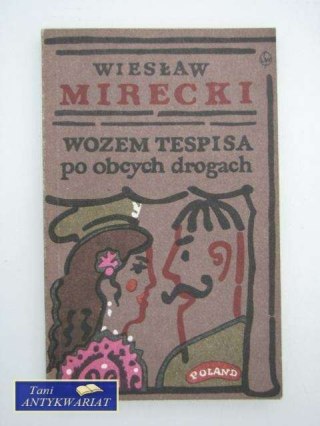 WIESŁAW
MIRECKI
WOZEM TESPISA
po obcych drogach
POLAND
Tani
ANTYKWARIAT